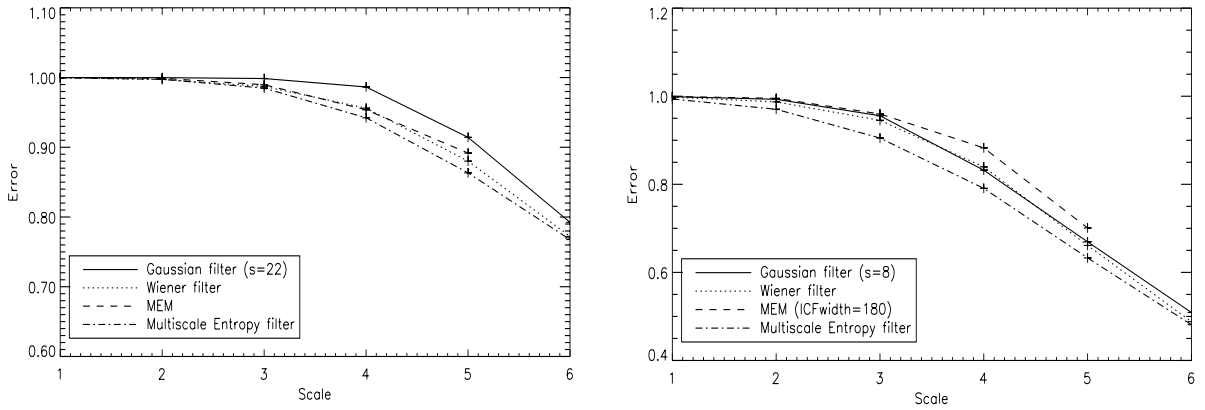 1.10
1.00
0.90
0.80
0.70
0.60
Error
Gaussian filter (s=22)
Wiener filter
MEM
Multiscale Entropy filter
1 2 3 4 5 6
Scale
1.2
1.0
0.8
0.6
0.4
Error
Gaussian filter (s=8)
Wiener filter
MEM (ICFwidth=180)
Multiscale Entropy filter
1 2 3 4 5 6
Scale